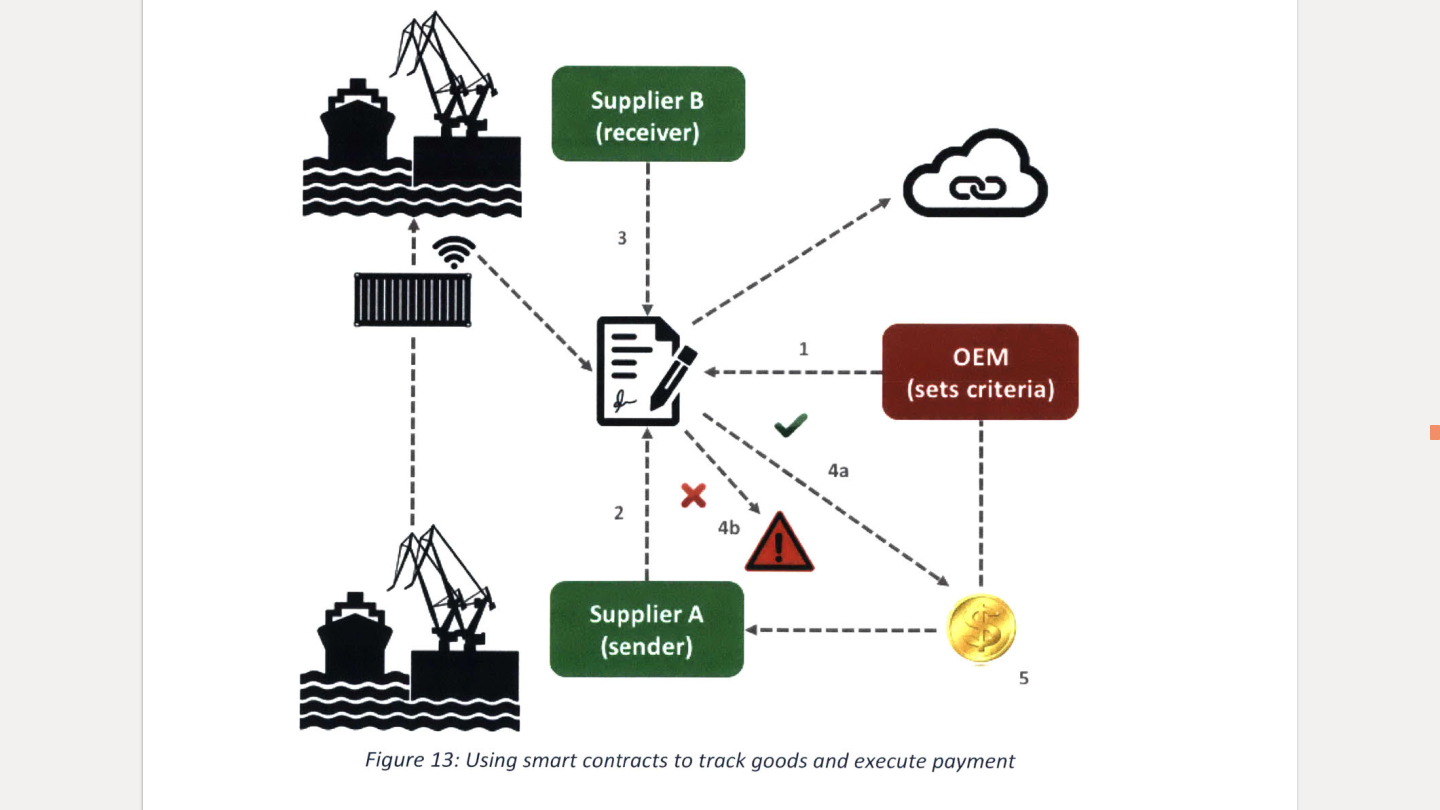 Supplier B
(receiver)
3
1
OEM
(sets criteria)
4a
2
4b
Supplier A
(sender)
$
5
Figure 13: Using smart contracts to track goods and execute payment